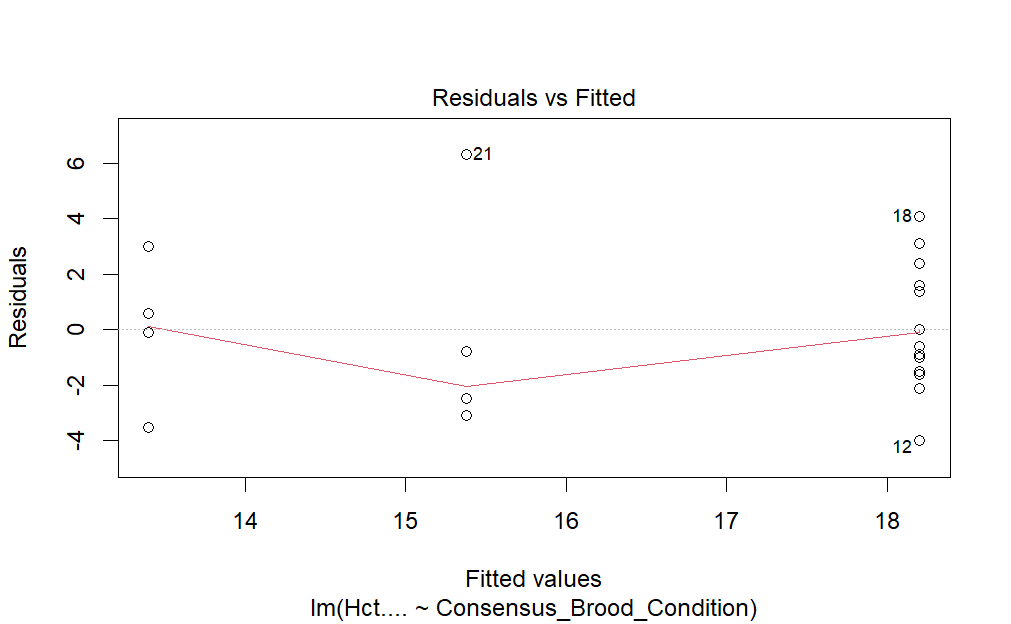 Residuals vs Fitted
Residuals
6
4
2
0
-2
-4
21
18
12
14 15 16 17 18
Fitted values
lm(Hct.... ~ Consensus_Brood_Condition)